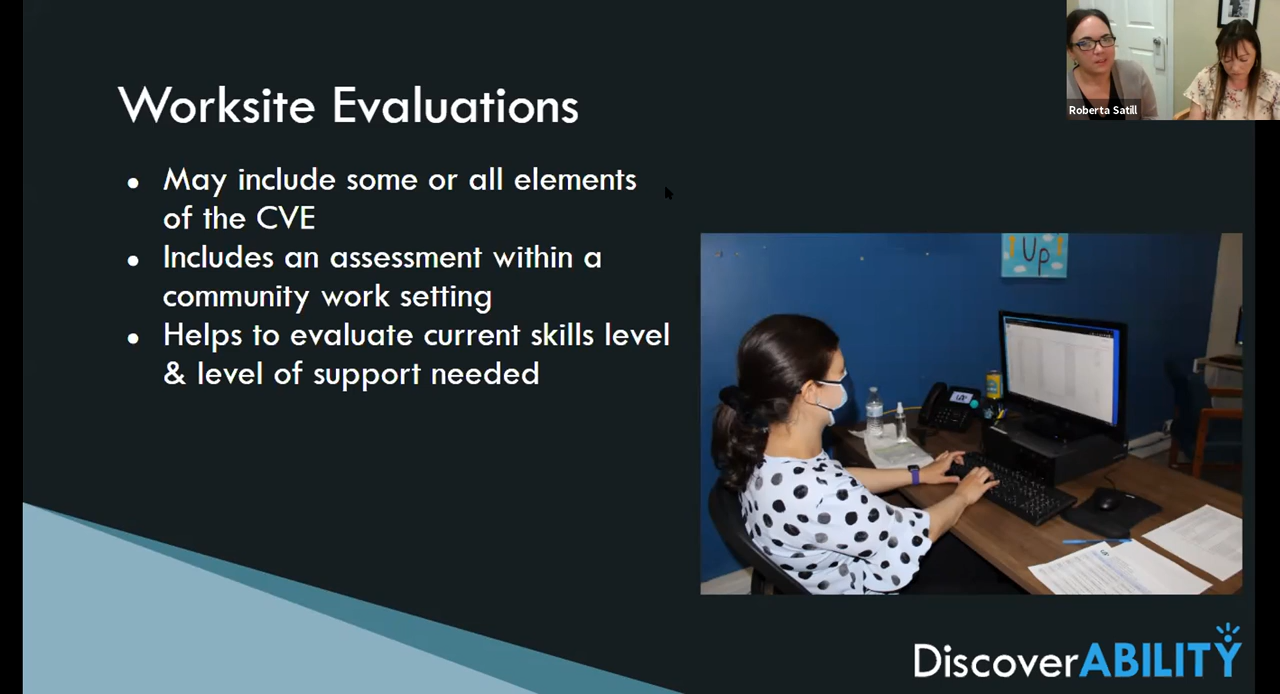 Worksite Evaluations
• May include some or all elements
of the CVE
• Includes an assessment within a
community work setting
• Helps to evaluate current skills level
& level of support needed
Roberta Satill
Up
DiscoverABILITY